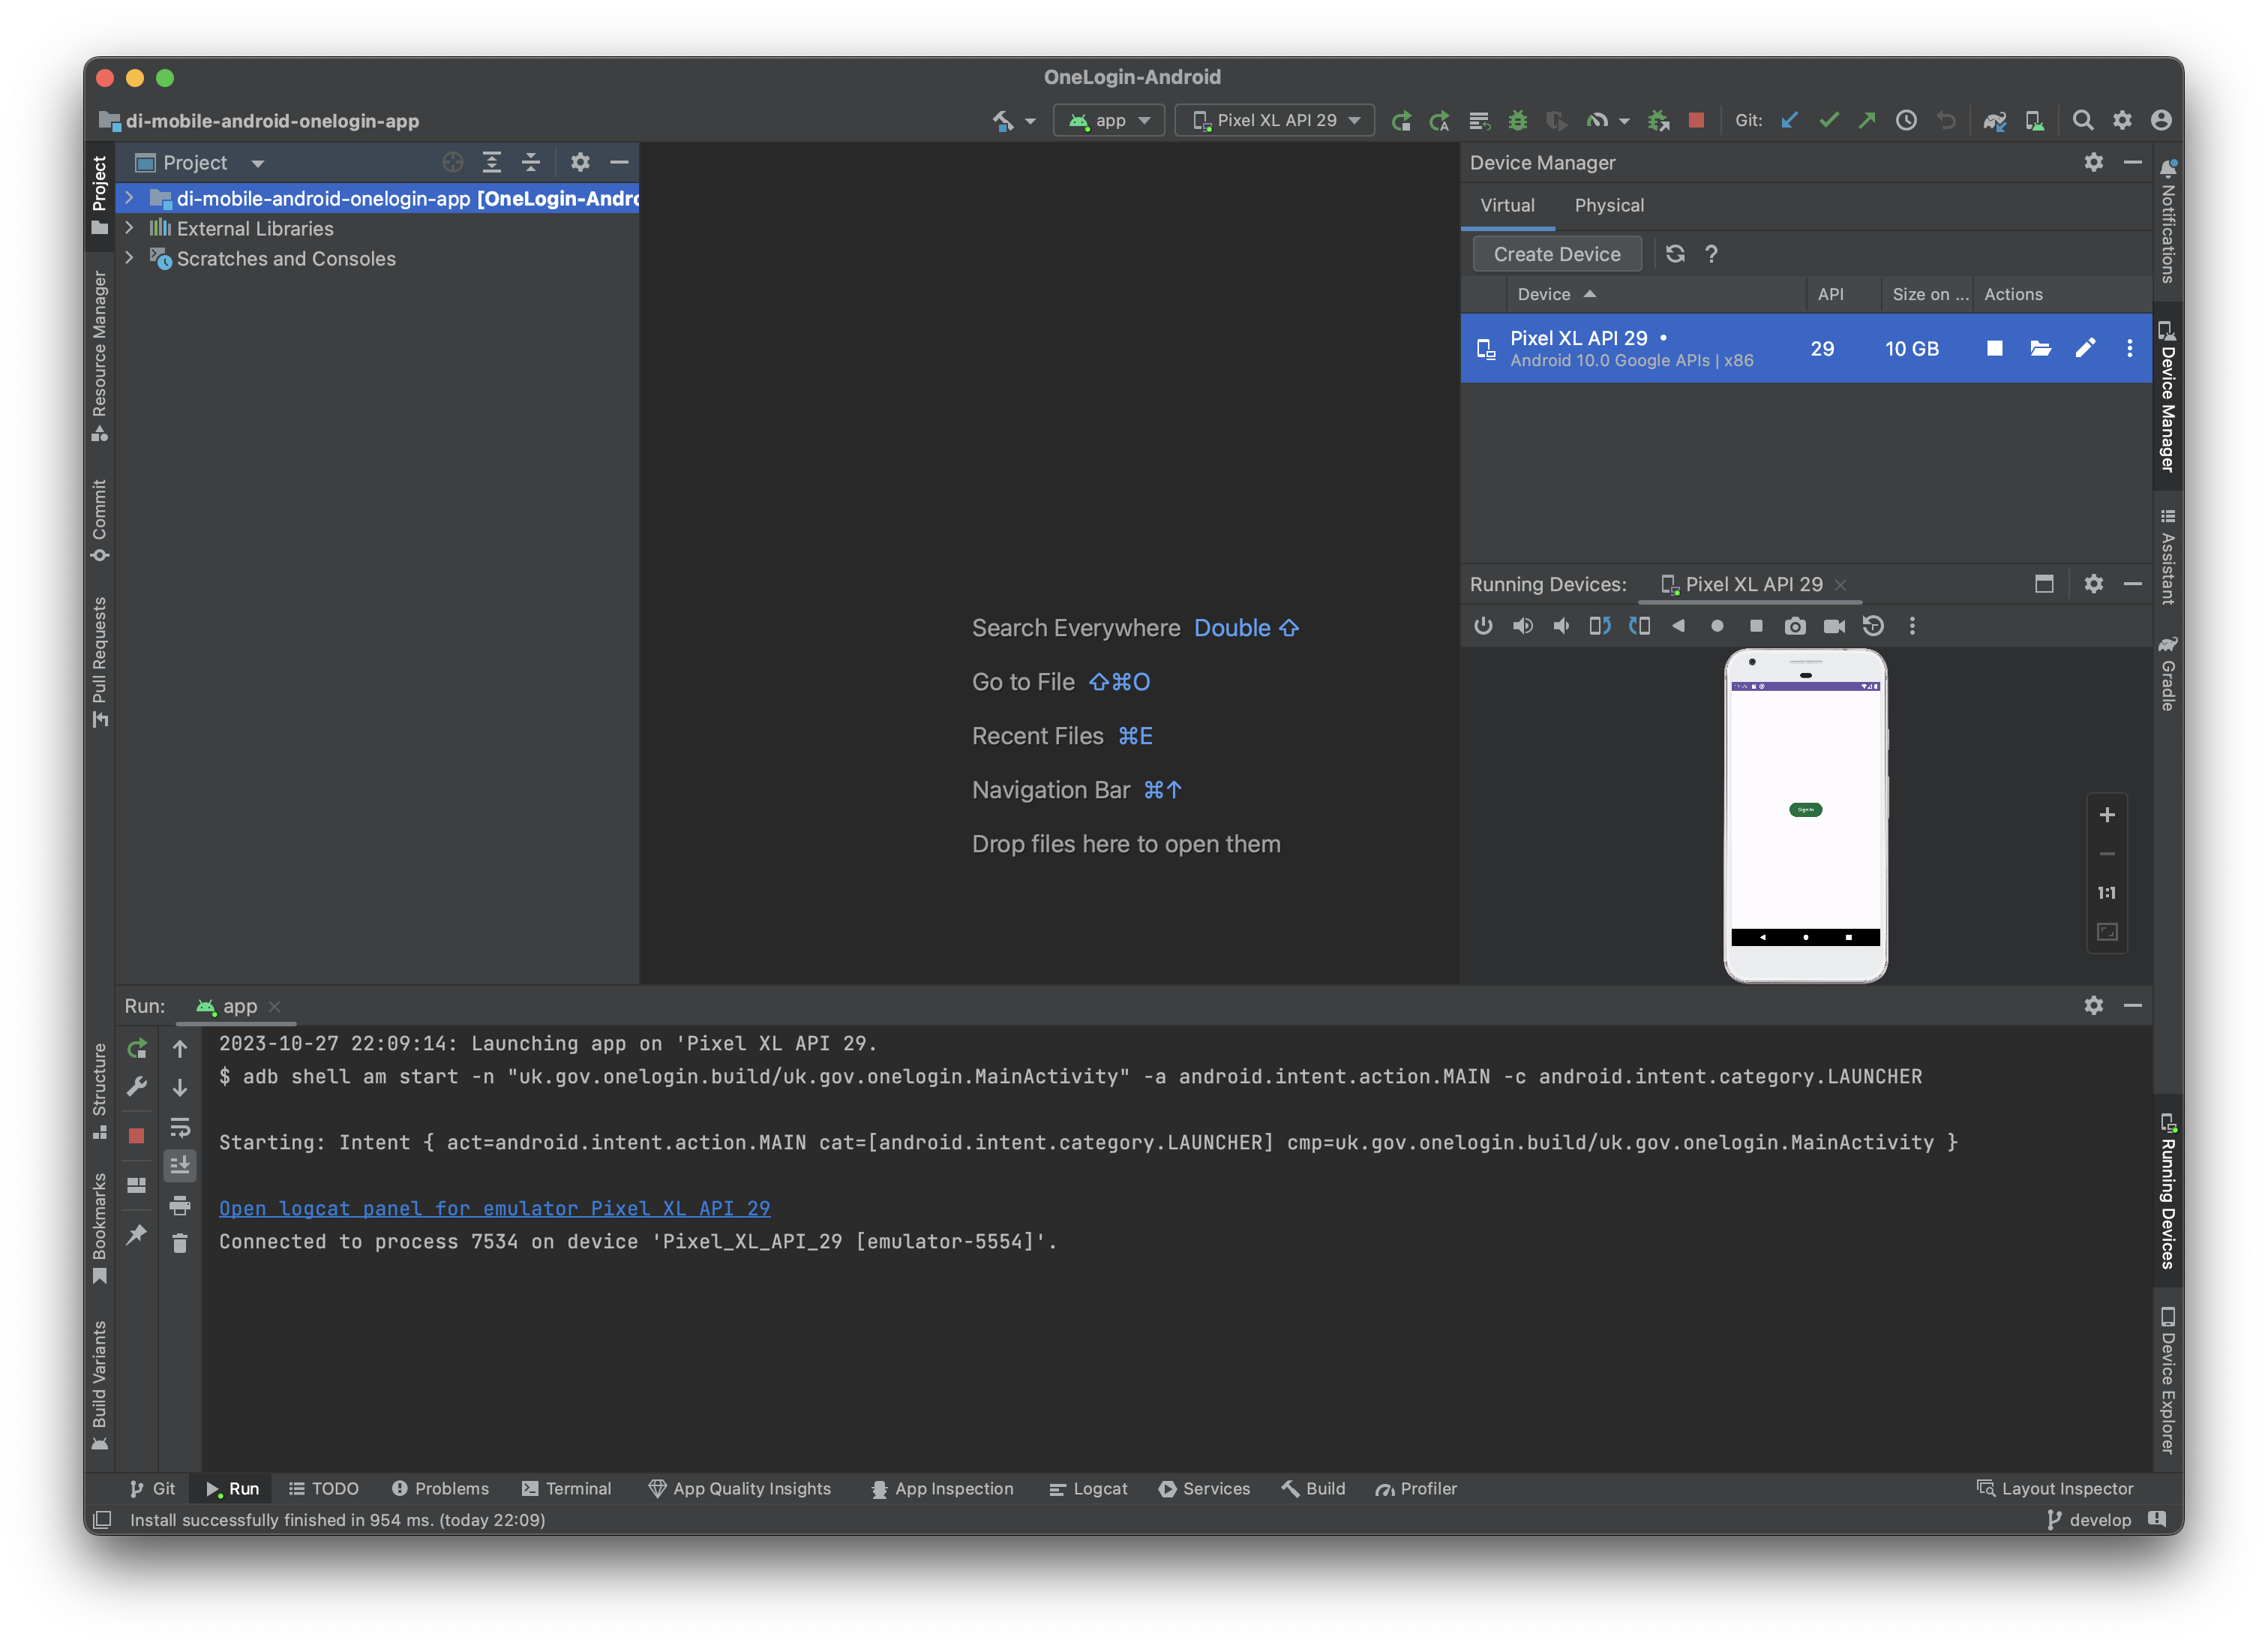 OneLogin-Android
di-mobile-android-onelogin-app
app
Pixel XL API 29
Git:
Project
Project
di-mobile-android-onelogin-app [OneLogin-Andro
External Libraries
Scratches and Consoles
Resource Manager
Commit
Pull Requests
Structure
Bookmarks
Build Variants
Search Everywhere Double ⇧
Go to File ⇧⌘O
Recent Files ⌘E
Navigation Bar ⌘↑
Drop files here to open them
Device Manager
Virtual Physical
Create Device ?
Device API Size on ... Actions
Pixel XL API 29 •
Android 10.0 Google APIs | x86
29 10 GB
Running Devices: Pixel XL API 29
Sign In
1:1
Notifications
Device Manager
Assistant
Gradle
Running Devices
Device Explorer
Run: app
2023-10-27 22:09:14: Launching app on 'Pixel XL API 29.
$ adb shell am start -n "uk.gov.onelogin.build/uk.gov.onelogin.MainActivity" -a android.intent.action.MAIN -c android.intent.category.LAUNCHER
Starting: Intent { act=android.intent.action.MAIN cat=[android.intent.category.LAUNCHER] cmp=uk.gov.onelogin.build/uk.gov.onelogin.MainActivity }
Open logcat panel for emulator Pixel XL API 29
Connected to process 7534 on device 'Pixel_XL_API_29 [emulator-5554]'.
Git Run TODO Problems Terminal App Quality Insights App Inspection Logcat Services Build Profiler Layout Inspector
Install successfully finished in 954 ms. (today 22:09) develop